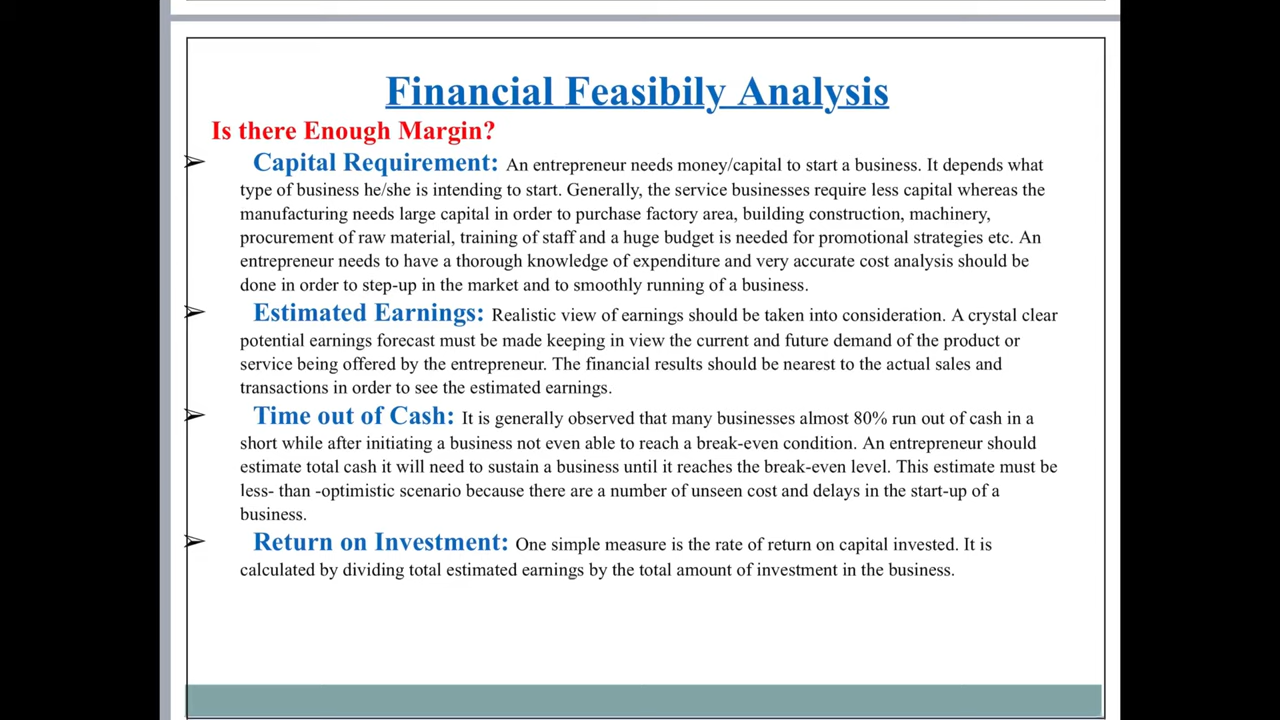 Financial Feasibily Analysis
Is there Enough Margin?
➢ Capital Requirement: An entrepreneur needs money/capital to start a business. It depends what
type of business he/she is intending to start. Generally, the service businesses require less capital whereas the
manufacturing needs large capital in order to purchase factory area, building construction, machinery,
procurement of raw material, training of staff and a huge budget is needed for promotional strategies etc. An
entrepreneur needs to have a thorough knowledge of expenditure and very accurate cost analysis should be
done in order to step-up in the market and to smoothly running of a business.
➢ Estimated Earnings: Realistic view of earnings should be taken into consideration. A crystal clear
potential earnings forecast must be made keeping in view the current and future demand of the product or
service being offered by the entrepreneur. The financial results should be nearest to the actual sales and
transactions in order to see the estimated earnings.
➢ Time out of Cash: It is generally observed that many businesses almost 80% run out of cash in a
short while after initiating a business not even able to reach a break-even condition. An entrepreneur should
estimate total cash it will need to sustain a business until it reaches the break-even level. This estimate must be
less- than -optimistic scenario because there are a number of unseen cost and delays in the start-up of a
business.
➢ Return on Investment: One simple measure is the rate of return on capital invested. It is
calculated by dividing total estimated earnings by the total amount of investment in the business.